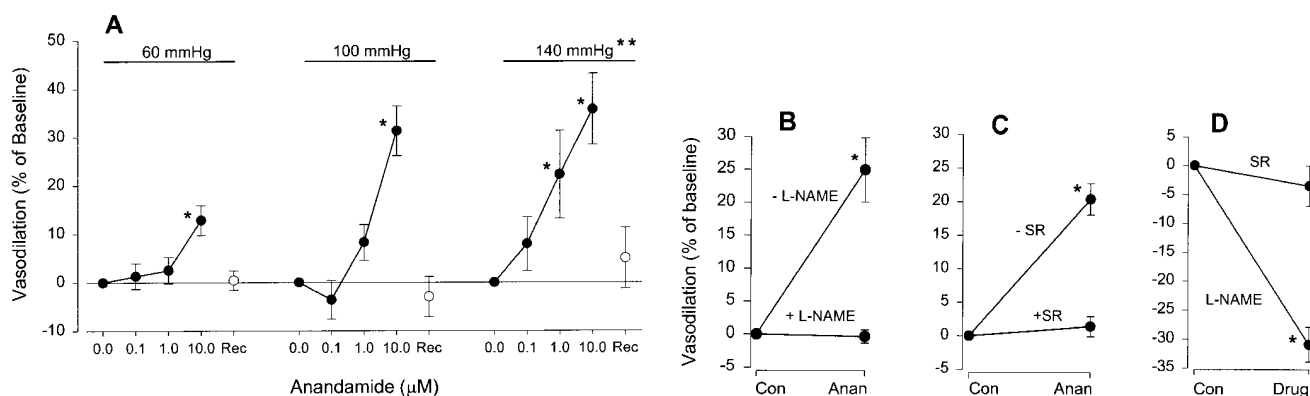 A
60 mmHg 100 mmHg 140 mmHg **
Vasodilation (% of Baseline)
50
40
30
20
10
0
-10
* * * *
0.0 0.1 1.0 10.0 Rec 0.0 0.1 1.0 10.0 Rec 0.0 0.1 1.0 10.0 Rec
Anandamide (µM)
B
Vasodilation (% of baseline)
30
25
20
15
10
5
0
-5
*
- L-NAME
+ L-NAME
Con Anan
C
30
25
20
15
10
5
0
-5
*
- SR
+SR
Con Anan
D
5
0
-5
-10
-15
-20
-25
-30
-35
SR
L-NAME
*
Con Drug